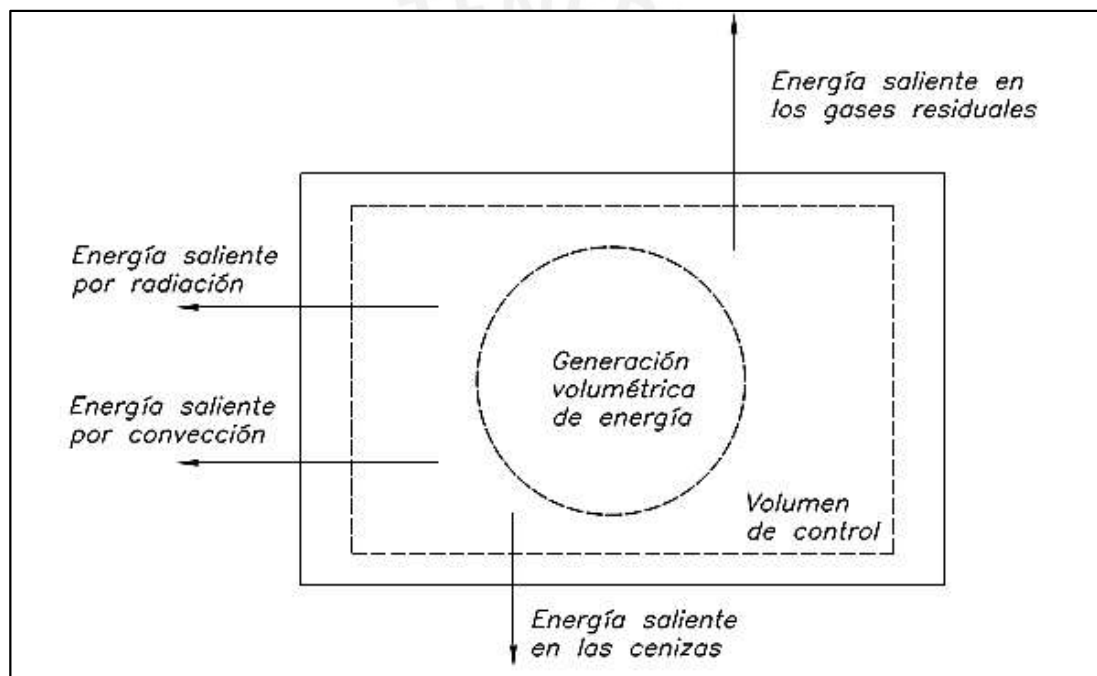 Energía saliente en
los gases residuales
Energía saliente
por radiación
Generación
volumétrica
de energía
Energía saliente
por convección
Volumen
de control
Energía saliente
en las cenizas